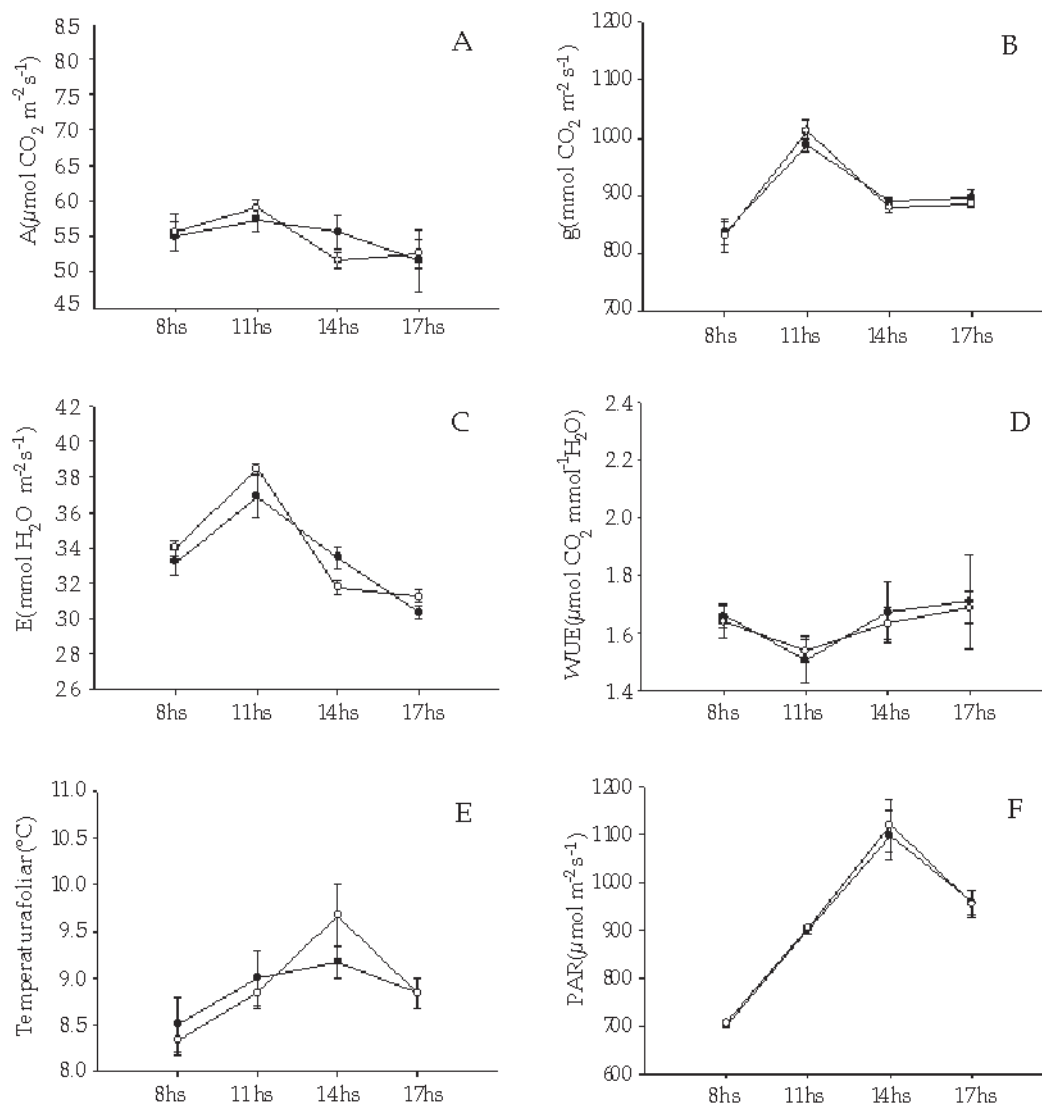 A
A(µmol CO₂ m⁻²s⁻¹)
8.5
8.0
7.5
7.0
6.5
6.0
5.5
5.0
4.5
8hs 11hs 14hs 17hs
B
g(mmol CO₂ m⁻²s⁻¹)
1200
1100
1000
900
800
700
8hs 11hs 14hs 17hs
C
E(mmol H₂O m⁻²s⁻¹)
4.2
4.0
3.8
3.6
3.4
3.2
3.0
2.8
2.6
8hs 11hs 14hs 17hs
D
WUE(µmol CO₂ mmol⁻¹H₂O)
2.4
2.2
2.0
1.8
1.6
1.4
8hs 11hs 14hs 17hs
E
Temperaturafoliar(ºC)
11.0
10.5
10.0
9.5
9.0
8.5
8.0
8hs 11hs 14hs 17hs
F
PAR(µmol m⁻²s⁻¹)
1200
1100
1000
900
800
700
600
8hs 11hs 14hs 17hs